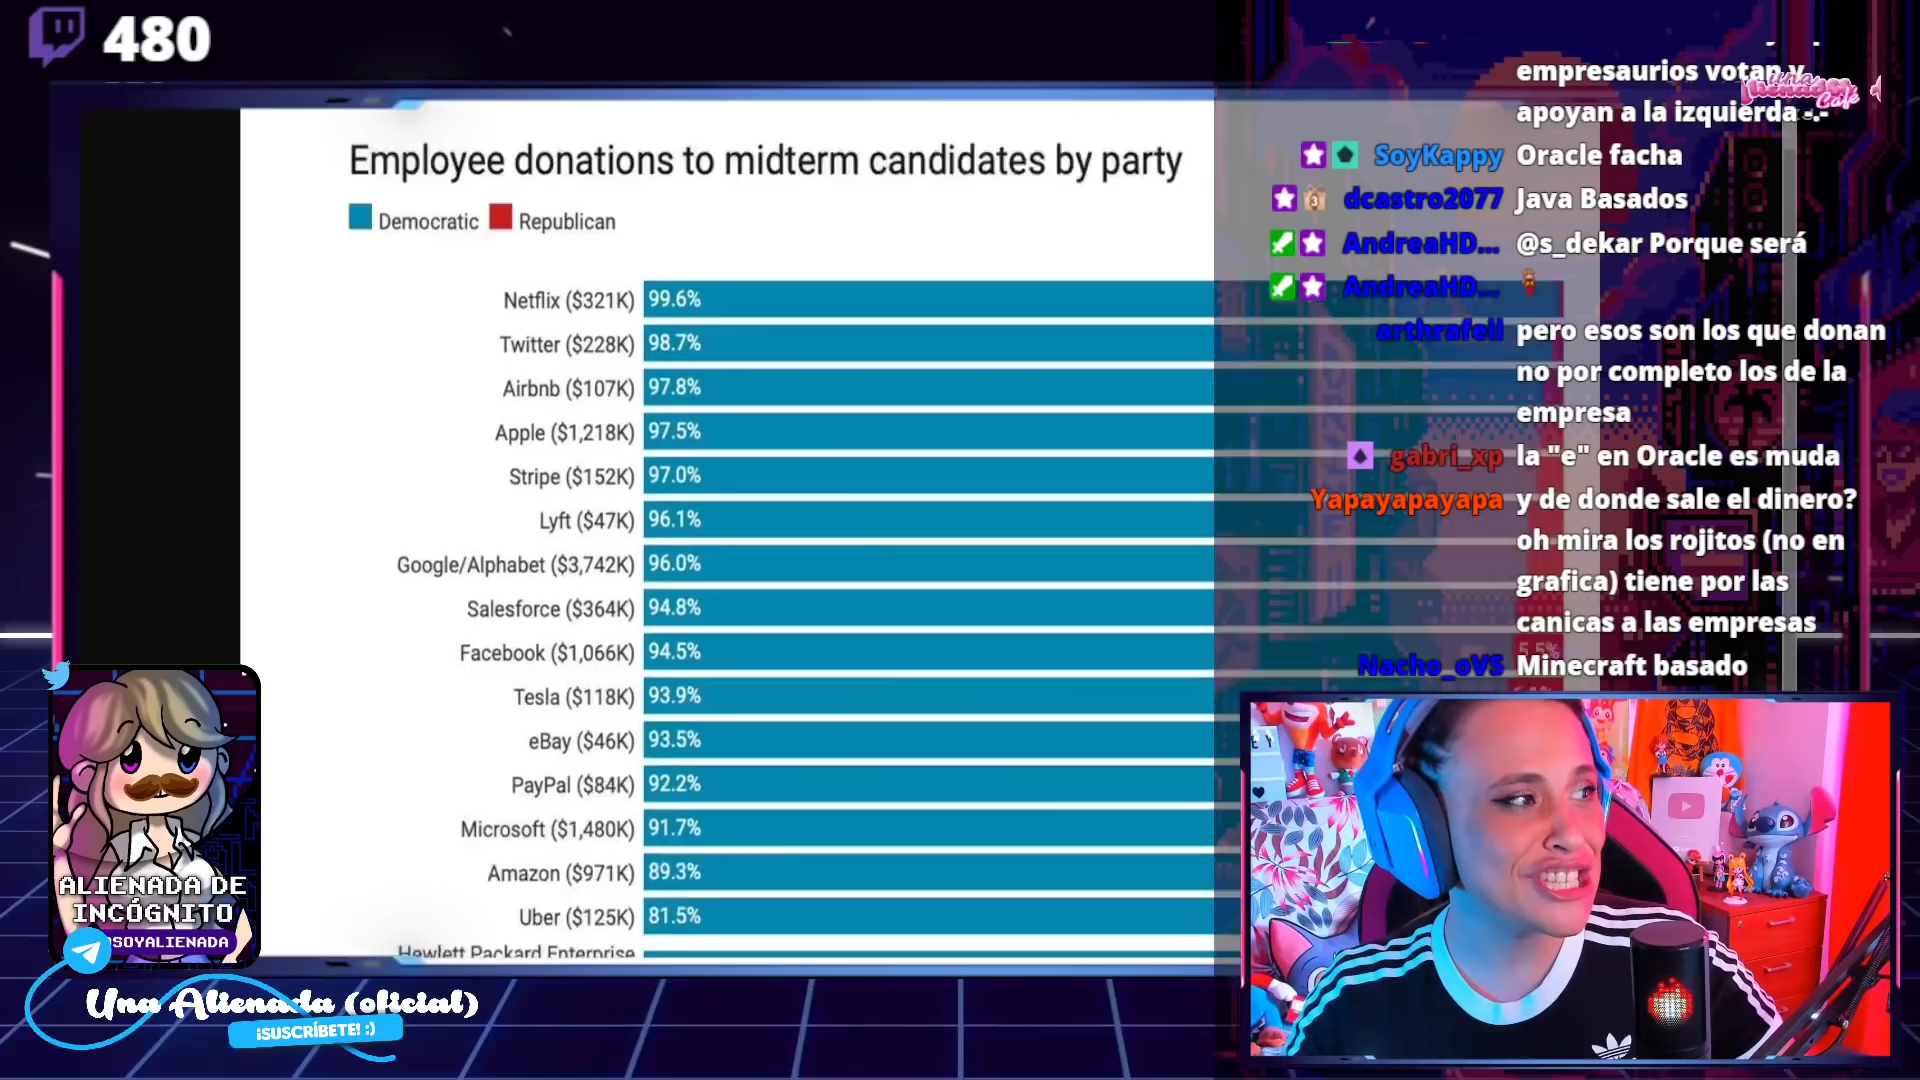 480
Employee donations to midterm candidates by party
Democratic
Republican
Netflix ($321K) 99.6%
Twitter ($228K) 98.7%
Airbnb ($107K) 97.8%
Apple ($1,218K) 97.5%
Stripe ($152K) 97.0%
Lyft ($47K) 96.1%
Google/Alphabet ($3,742K) 96.0%
Salesforce ($364K) 94.8%
Facebook ($1,066K) 94.5%
Tesla ($118K) 93.9%
eBay ($46K) 93.5%
PayPal ($84K) 92.2%
Microsoft ($1,480K) 91.7%
Amazon ($971K) 89.3%
Uber ($125K) 81.5%
Hewlett Packard Enterprise
5.5%
empresaurios votan y
apoyan a la izquierda -.-
SoyKappy Oracle facha
dcastro2077 Java Basados
AndreaHD... @s_dekar Porque será
AndreaHD...
arthrafell pero esos son los que donan
no por completo los de la
empresa
gabri_xp la "e" en Oracle es muda
Yapayapayapa y de donde sale el dinero?
oh mira los rojitos (no en
grafica) tiene por las
canicas a las empresas
Nacho_oVS Minecraft basado
ALIENADA DE
INCÓGNITO
@SOYALIENADA
Una Alienada (oficial)
¡SUSCRÍBETE! :)